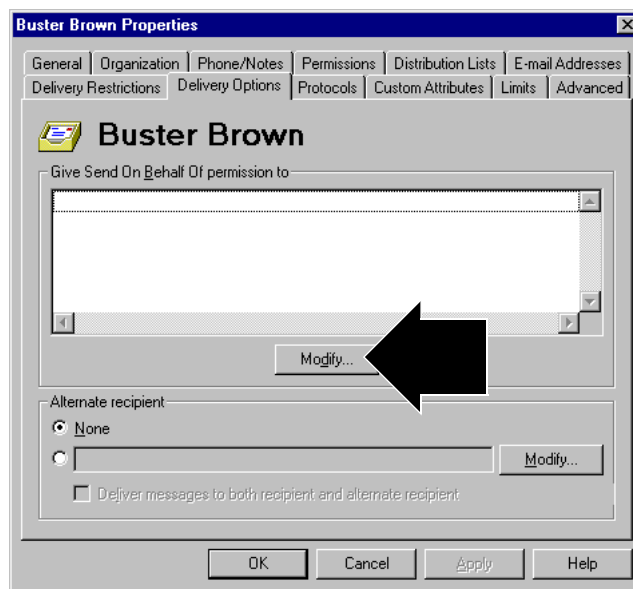 Buster Brown Properties
General Organization Phone/Notes Permissions Distribution Lists E-mail Addresses
Delivery Restrictions Delivery Options Protocols Custom Attributes Limits Advanced
Buster Brown
Give Send On Behalf Of permission to
Modify...
Alternate recipient
None
Modify...
Deliver messages to both recipient and alternate recipient
OK Cancel Apply Help